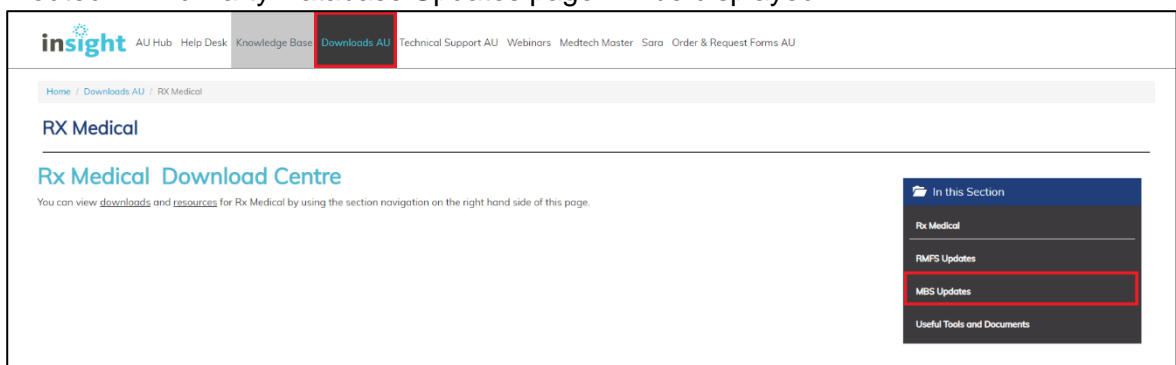 insight AU Hub Help Desk Knowledge Base Downloads AU Technical Support AU Webinars Medtech Master Sara Order & Request Forms AU
Home / Downloads AU / RX Medical
RX Medical
Rx Medical Download Centre
You can view downloads and resources for Rx Medical by using the section navigation on the right hand side of this page.
In this Section
Rx Medical
RMFS Updates
MBS Updates
Useful Tools and Documents